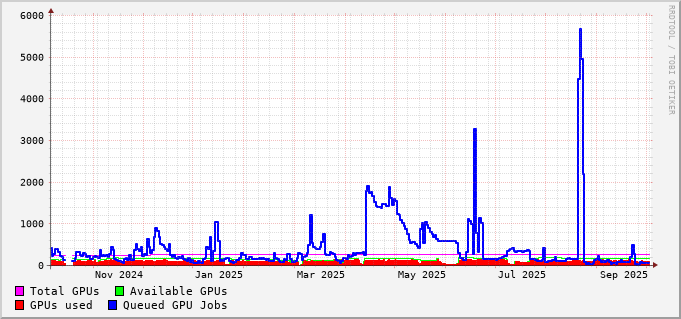 6000
5000
4000
3000
2000
1000
0
Nov 2024 Jan 2025 Mar 2025 May 2025 Jul 2025 Sep 2025
Total GPUs Available GPUs
GPUs used Queued GPU Jobs
RRDTOOL / TOBI OETIKER